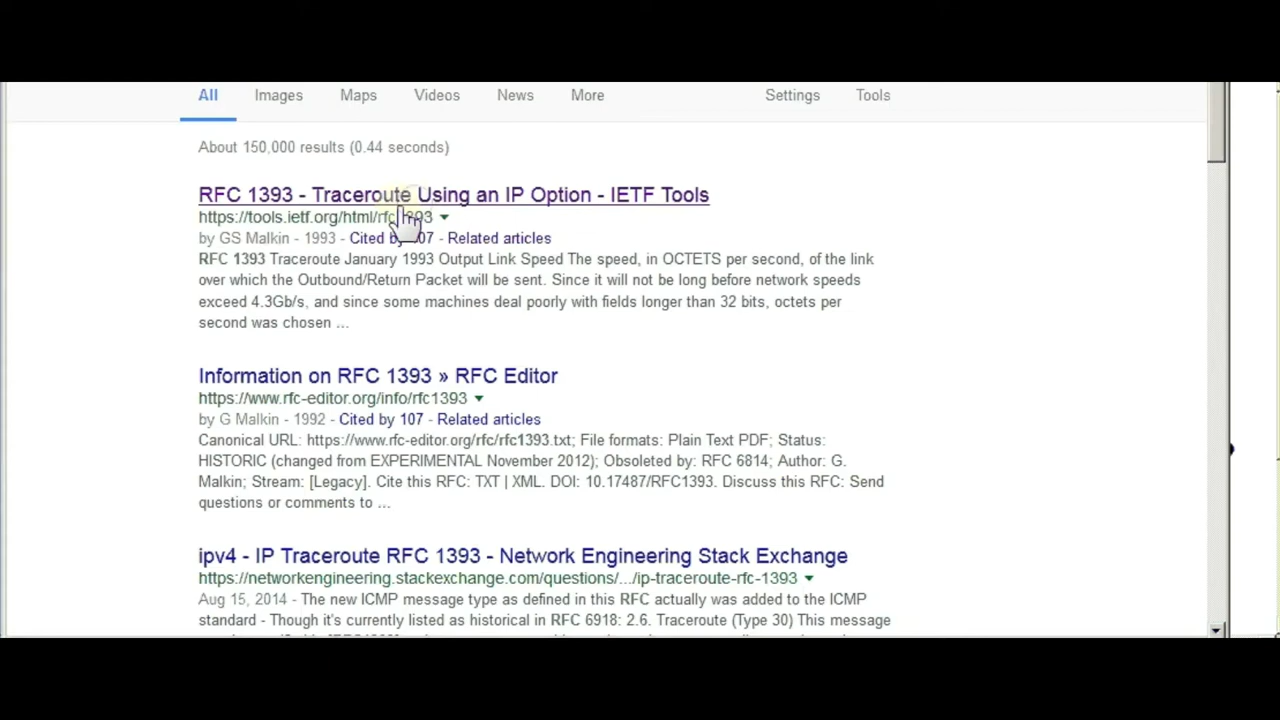 All Images Maps Videos News More Settings Tools
About 150,000 results (0.44 seconds)
RFC 1393 - Traceroute Using an IP Option - IETF Tools
https://tools.ietf.org/html/rfc1393
by GS Malkin - 1993 - Cited by 107 - Related articles
RFC 1393 Traceroute January 1993 Output Link Speed The speed, in OCTETS per second, of the link
over which the Outbound/Return Packet will be sent. Since it will not be long before network speeds
exceed 4.3Gb/s, and since some machines deal poorly with fields longer than 32 bits, octets per
second was chosen ...
Information on RFC 1393 » RFC Editor
https://www.rfc-editor.org/info/rfc1393
by G Malkin - 1992 - Cited by 107 - Related articles
Canonical URL: https://www.rfc-editor.org/rfc/rfc1393.txt; File formats: Plain Text PDF; Status:
HISTORIC (changed from EXPERIMENTAL November 2012); Obsoleted by: RFC 6814; Author: G.
Malkin; Stream: [Legacy]. Cite this RFC: TXT | XML. DOI: 10.17487/RFC1393. Discuss this RFC: Send
questions or comments to ...
ipv4 - IP Traceroute RFC 1393 - Network Engineering Stack Exchange
https://networkengineering.stackexchange.com/questions/.../ip-traceroute-rfc-1393
Aug 15, 2014 - The new ICMP message type as defined in this RFC actually was added to the ICMP
standard - Though it's currently listed as historical in RFC 6918: 2.6. Traceroute (Type 30) This message